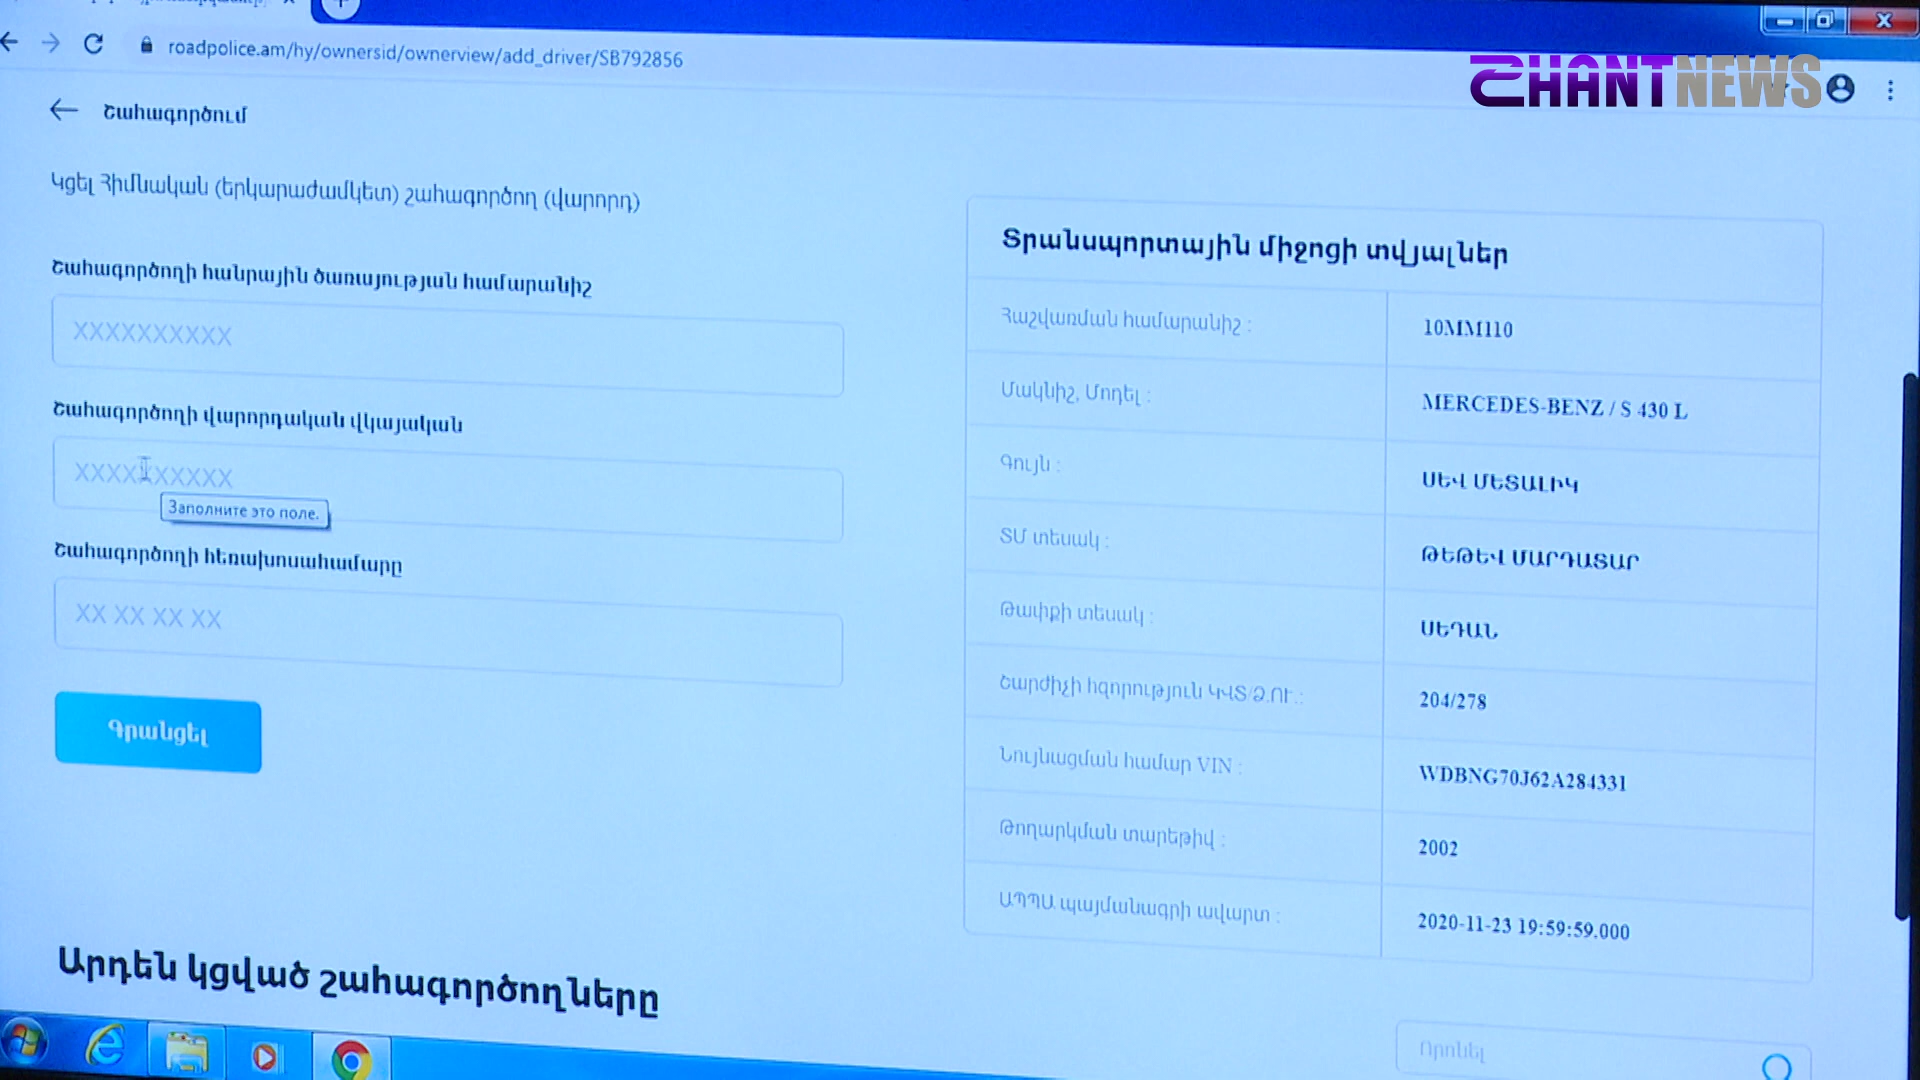 roadpolice.am/hy/ownersid/ownerview/add_driver/SB792856
SHANTNEWS
Շահագործում
Կցել Հիմնական (երկարաժամկետ) շահագործող (վարորդ)
Շահագործողի հանրային ծառայության համարանիշ
XXXXXXXXXX
Շահագործողի վարորդական վկայական
XXXXXXXXXX
Заполните это поле.
Շահագործողի հեռախոսահամարը
XX XX XX XX
Գրանցել
Տրանսպորտային միջոցի տվյալներ
Հաշվառման համարանիշ : 10MM110
Մակնիշ, Մոդել : MERCEDES-BENZ / S 430 L
Գույն : ՍԵՎ ՄԵՏԱԼԻԿ
ՏՄ տեսակ : ԹԵԹԵՎ ՄԱՐԴԱՏԱՐ
Թափքի տեսակ : ՍԵԴԱՆ
Շարժիչի հզորություն ԿՎՏ/Ձ.ՈՒ.: 204/278
Նույնացման համար VIN : WDBNG70J62A284331
Թողարկման տարեթիվ : 2002
ԱՊՊԱ պայմանագրի ավարտ : 2020-11-23 19:59:59.000
Արդեն կցված շահագործողները
Որոնել